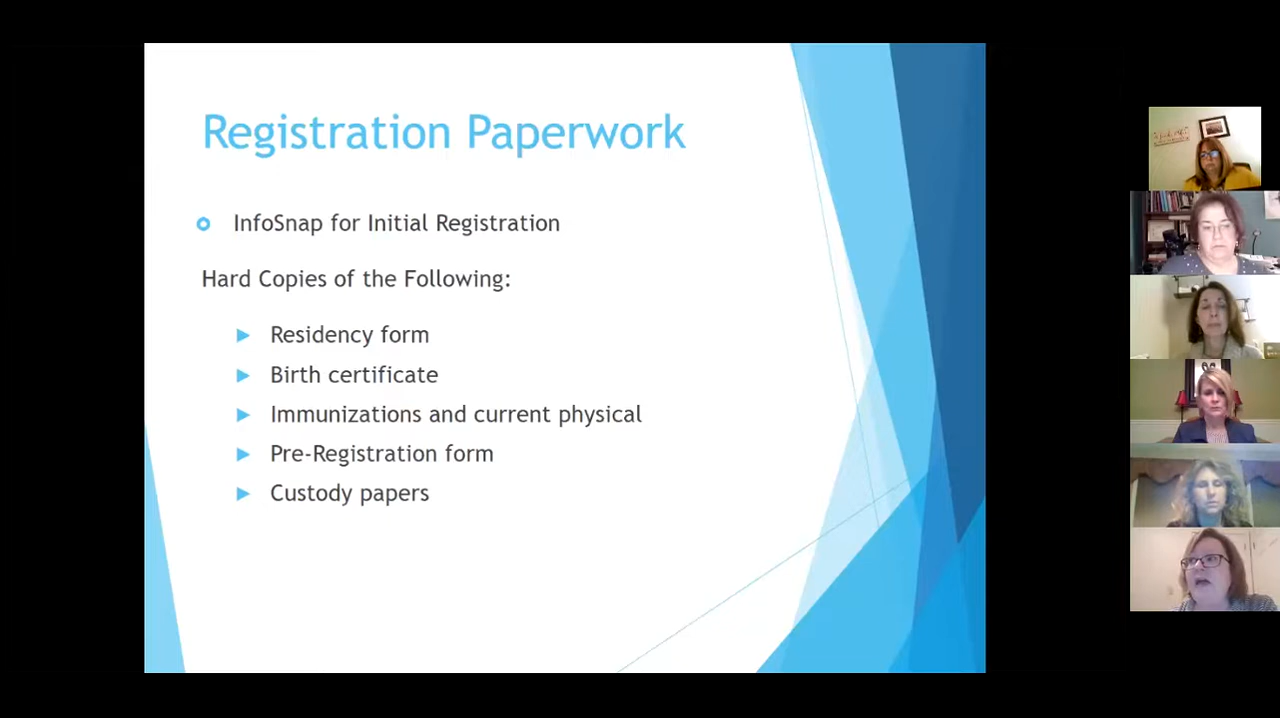 Registration Paperwork
InfoSnap for Initial Registration
Hard Copies of the Following:
Residency form
Birth certificate
Immunizations and current physical
Pre-Registration form
Custody papers